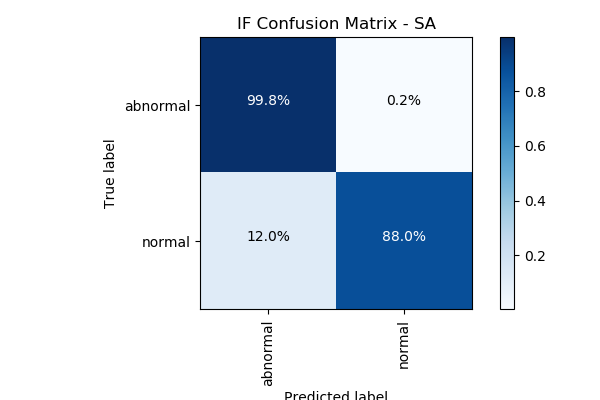 IF Confusion Matrix - SA
True label
abnormal
99.8%
0.2%
normal
12.0%
88.0%
abnormal
normal
Predicted label
0.8
0.6
0.4
0.2